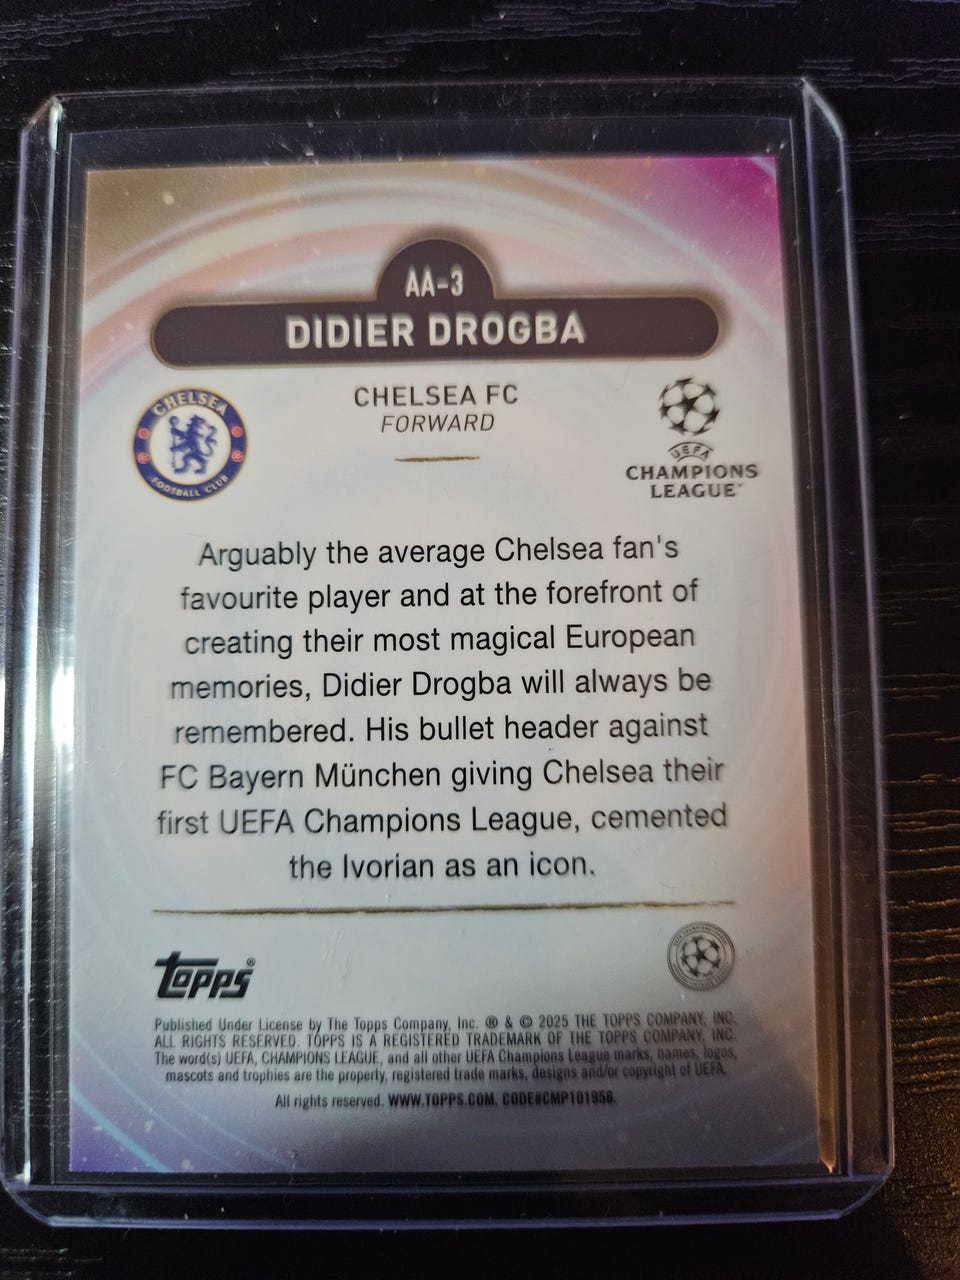 AA-3
DIDIER DROGBA
CHELSEA FC
FORWARD
CHELSEA
FOOTBALL CLUB
UEFA
CHAMPIONS
LEAGUE
Arguably the average Chelsea fan's
favourite player and at the forefront of
creating their most magical European
memories, Didier Drogba will always be
remembered. His bullet header against
FC Bayern München giving Chelsea their
first UEFA Champions League, cemented
the Ivorian as an icon.
Topps®
Published Under License by The Topps Company, Inc. ® & © 2025 THE TOPPS COMPANY, INC.
ALL RIGHTS RESERVED. TOPPS IS A REGISTERED TRADEMARK OF THE TOPPS COMPANY, INC.
The word(s) UEFA, CHAMPIONS LEAGUE, and all other UEFA Champions League marks, names, logos,
mascots and trophies are the property, registered trade marks, designs and/or copyright of UEFA.
All rights reserved. WWW.TOPPS.COM. CODE#CMP101956.